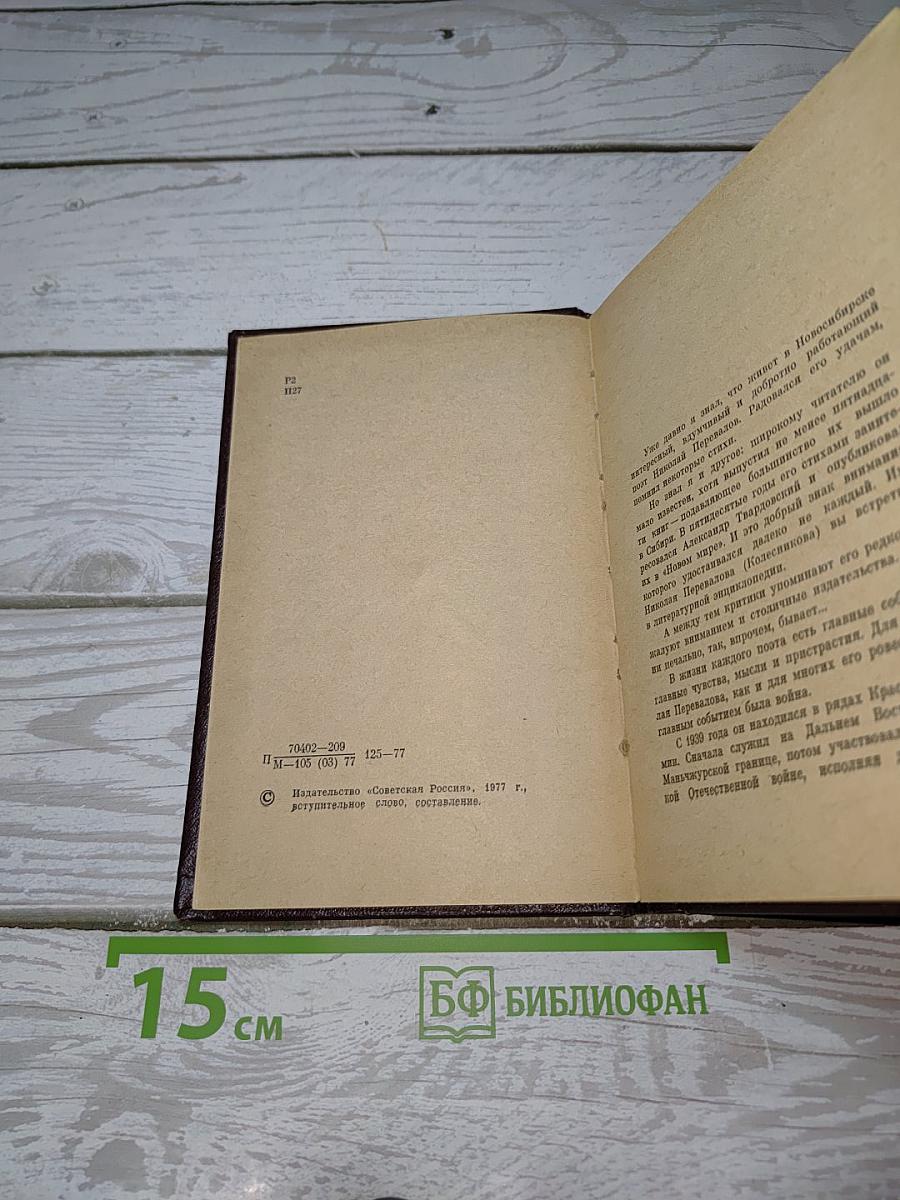 Р2
П27
П 70402—209 125—77
М—105 (03) 77
© Издательство «Советская Россия», 1977 г.,
вступительное слово, составление.
Уже давно я знал, что живет в Новосибирске
интересный, вдумчивый и добротно работающий
поэт Николай Перевалов. Радовался его удачам,
помнил некоторые стихи.
Не знал я и другое: широкому читателю он
мало известен, хотя выпустил не менее пятнадца-
ти книг — подавляющее большинство их вышло
в Сибири. В пятидесятые годы его стихами заинте-
ресовался Александр Твардовский и опубликовал
их в «Новом мире». И это добрый знак внимания,
которого удостаивался далеко не каждый.
Николая Перевалова (Колесникова) вы встрети
в литературной энциклопедии.
А между тем критики упоминают его редко
жалуют вниманием и столичные издательства.
ни печально, так, впрочем, бывает...
В жизни каждого поэта есть главные соб
главные чувства, мысли и пристрастия. Для
лая Перевалова, как и для многих его ровес
главным событием была война.
С 1939 года он находился в рядах Крас
мии. Сначала служил на Дальнем Вост
Маньчжурской границе, потом участвовал
кой Отечественной войне, исполняя
15 см
БФ БИБЛИОФАН